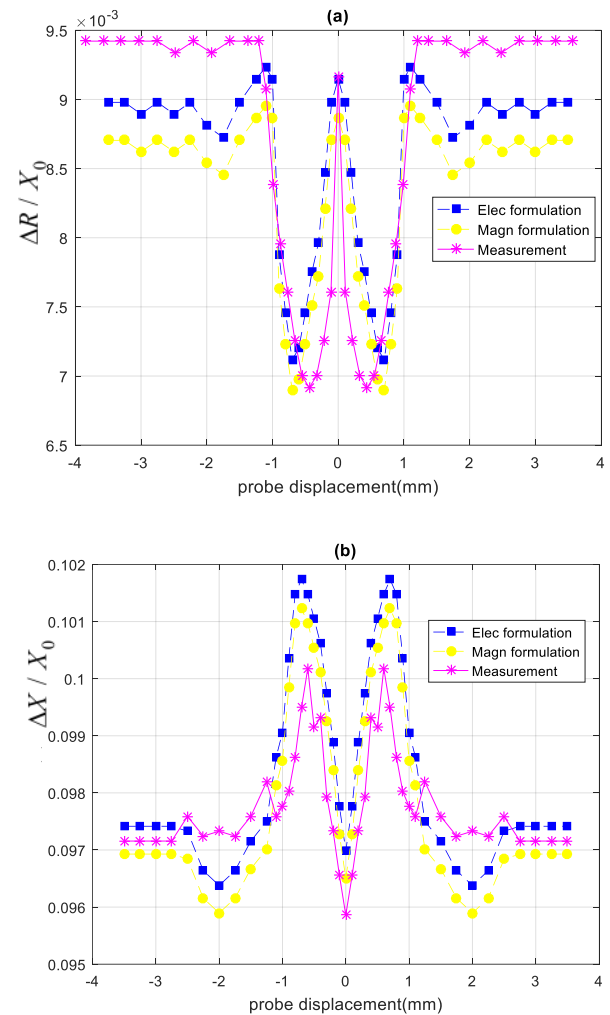 (a)
×10⁻³
9.5
9
8.5
8
7.5
7
6.5
ΔR / X₀
Elec formulation
Magn formulation
Measurement
-4 -3 -2 -1 0 1 2 3 4
probe displacement(mm)
(b)
0.102
0.101
0.1
0.099
0.098
0.097
0.096
0.095
ΔX / X₀
Elec formulation
Magn formulation
Measurement
-4 -3 -2 -1 0 1 2 3 4
probe displacement(mm)